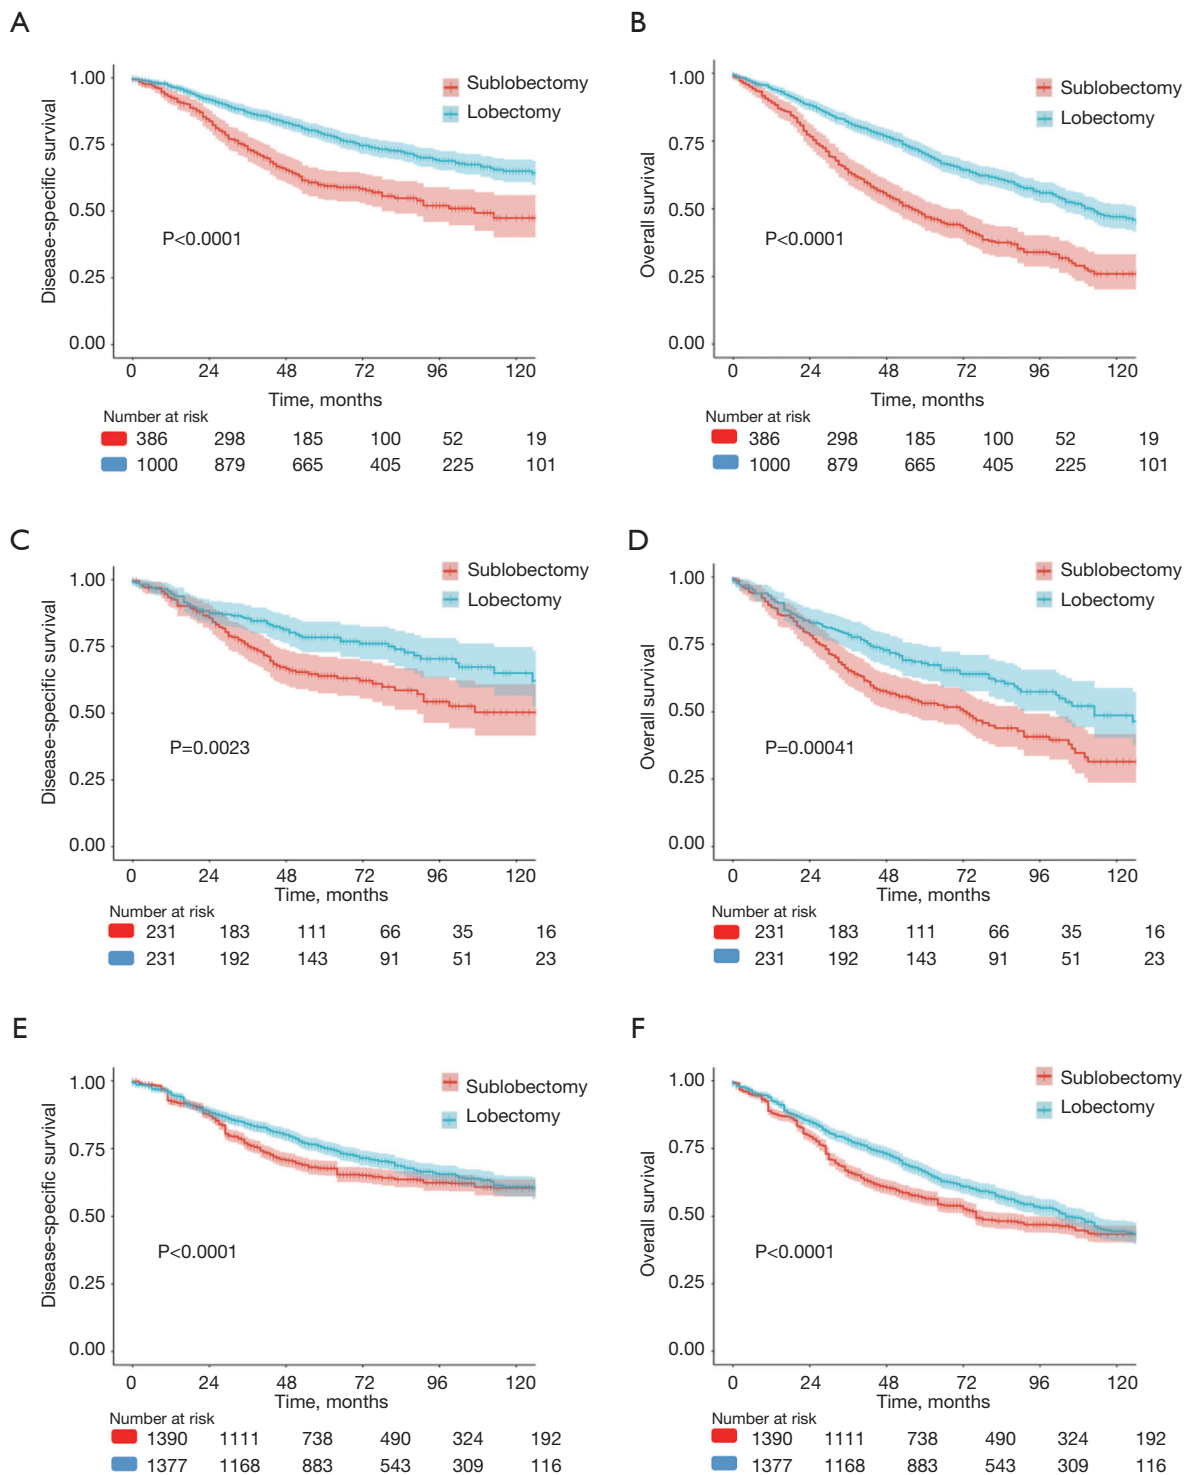 A
Disease-specific survival
1.00
0.75
0.50
0.25
0.00
Sublobectomy
Lobectomy
P<0.0001
0 24 48 72 96 120
Time, months
Number at risk
386 298 185 100 52 19
1000 879 665 405 225 101
B
Overall survival
1.00
0.75
0.50
0.25
0.00
Sublobectomy
Lobectomy
P<0.0001
0 24 48 72 96 120
Time, months
Number at risk
386 298 185 100 52 19
1000 879 665 405 225 101
C
Disease-specific survival
1.00
0.75
0.50
0.25
0.00
Sublobectomy
Lobectomy
P=0.0023
0 24 48 72 96 120
Time, months
Number at risk
231 183 111 66 35 16
231 192 143 91 51 23
D
Overall survival
1.00
0.75
0.50
0.25
0.00
Sublobectomy
Lobectomy
P=0.00041
0 24 48 72 96 120
Time, months
Number at risk
231 183 111 66 35 16
231 192 143 91 51 23
E
Disease-specific survival
1.00
0.75
0.50
0.25
0.00
Sublobectomy
Lobectomy
P<0.0001
0 24 48 72 96 120
Time, months
Number at risk
1390 1111 738 490 324 192
1377 1168 883 543 309 116
F
Overall survival
1.00
0.75
0.50
0.25
0.00
Sublobectomy
Lobectomy
P<0.0001
0 24 48 72 96 120
Time, months
Number at risk
1390 1111 738 490 324 192
1377 1168 883 543 309 116